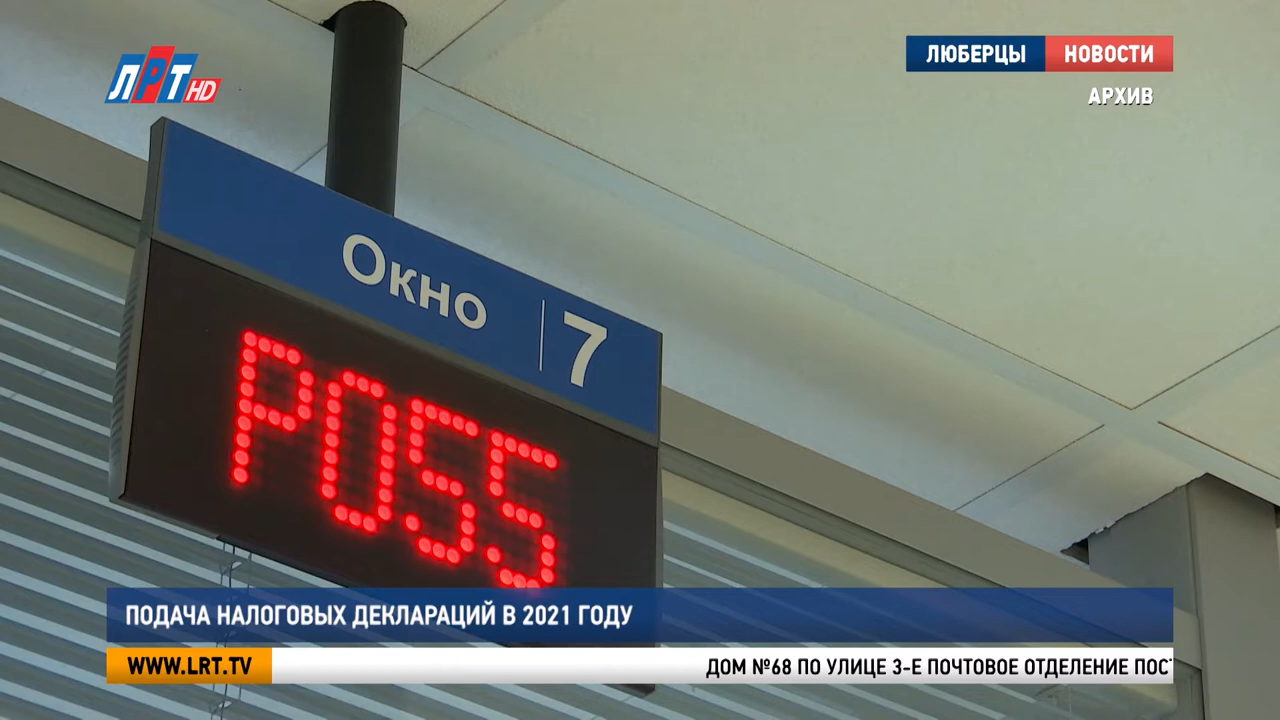 ЛРТ HD
ЛЮБЕРЦЫ НОВОСТИ
АРХИВ
Окно 7
P055
ПОДАЧА НАЛОГОВЫХ ДЕКЛАРАЦИЙ В 2021 ГОДУ
WWW.LRT.TV
ДОМ №68 ПО УЛИЦЕ 3-Е ПОЧТОВОЕ ОТДЕЛЕНИЕ